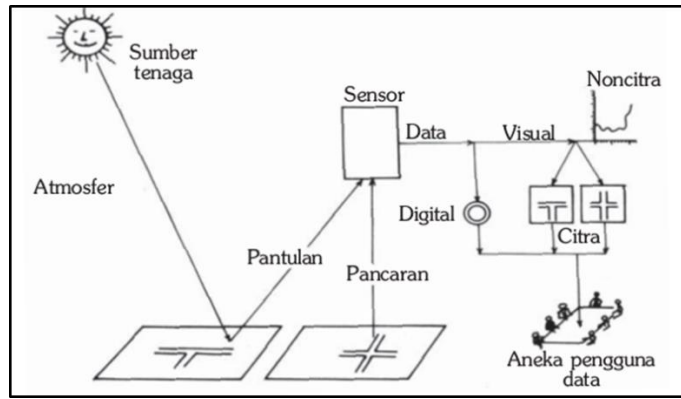 Sumber
tenaga
Atmosfer
Sensor
Pantulan
Pancaran
Data
Visual
Noncitra
Digital
Citra
Aneka pengguna
data